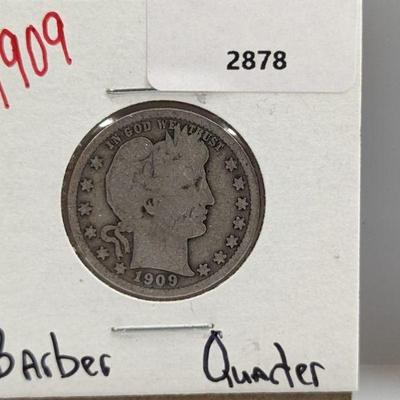 1909
2878
IN GOD WE TRUST
1909
Barber Quarter